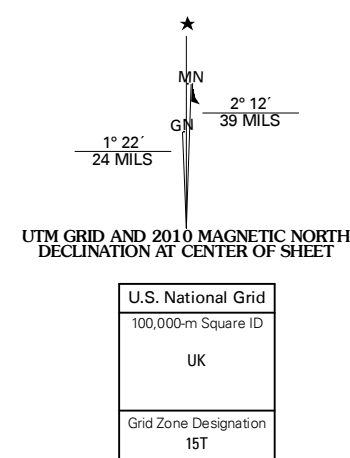 MN
2° 12´
39 MILS
GN
1° 22´
24 MILS
UTM GRID AND 2010 MAGNETIC NORTH
DECLINATION AT CENTER OF SHEET
U.S. National Grid
100,000-m Square ID
UK
Grid Zone Designation
15T